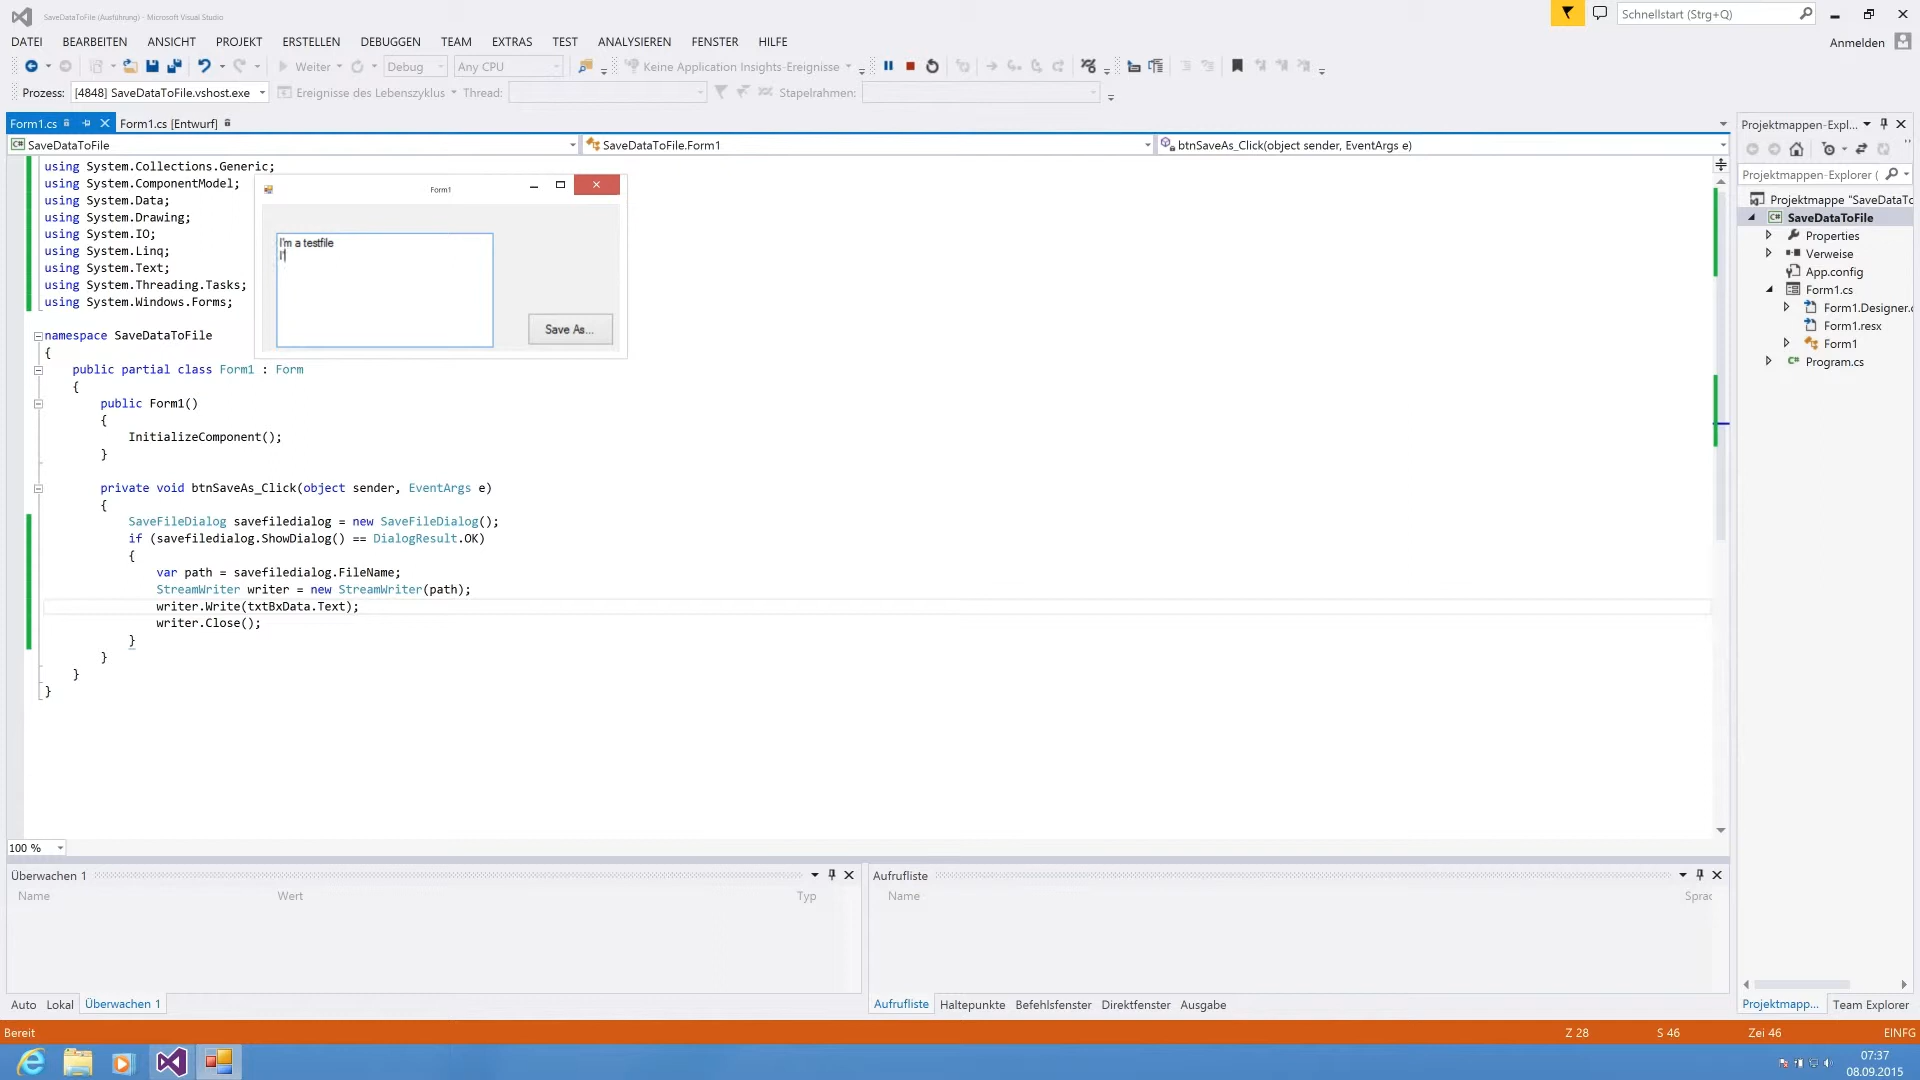 SaveDataToFile (Ausführung) - Microsoft Visual Studio
Schnellstart (Strg+Q)
DATEI BEARBEITEN ANSICHT PROJEKT ERSTELLEN DEBUGGEN TEAM EXTRAS TEST ANALYSIEREN FENSTER HILFE
Anmelden
Weiter Debug Any CPU Keine Application Insights-Ereignisse
Prozess: [4848] SaveDataToFile.vshost.exe Ereignisse des Lebenszyklus Thread: Stapelrahmen:
Form1.cs Form1.cs [Entwurf]
SaveDataToFile SaveDataToFile.Form1 btnSaveAs_Click(object sender, EventArgs e)
using System.Collections.Generic;
using System.ComponentModel;
using System.Data;
using System.Drawing;
using System.IO;
using System.Linq;
using System.Text;
using System.Threading.Tasks;
using System.Windows.Forms;
namespace SaveDataToFile
{
public partial class Form1 : Form
{
public Form1()
{
InitializeComponent();
}
private void btnSaveAs_Click(object sender, EventArgs e)
{
SaveFileDialog savefiledialog = new SaveFileDialog();
if (savefiledialog.ShowDialog() == DialogResult.OK)
{
var path = savefiledialog.FileName;
StreamWriter writer = new StreamWriter(path);
writer.Write(txtBxData.Text);
writer.Close();
}
}
}
}
Form1
I'm a testfile
I'
Save As...
Projektmappen-Expl...
Projektmappen-Explorer (
Projektmappe "SaveDataTo
SaveDataToFile
Properties
Verweise
App.config
Form1.cs
Form1.Designer.c
Form1.resx
Form1
Program.cs
100 %
Überwachen 1
Name Wert Typ
Auto Lokal Überwachen 1
Aufrufliste
Name Sprac
Aufrufliste Haltepunkte Befehlsfenster Direktfenster Ausgabe
Projektmapp... Team Explorer
Bereit Z 28 S 46 Zei 46 EINFG
07:37
08.09.2015